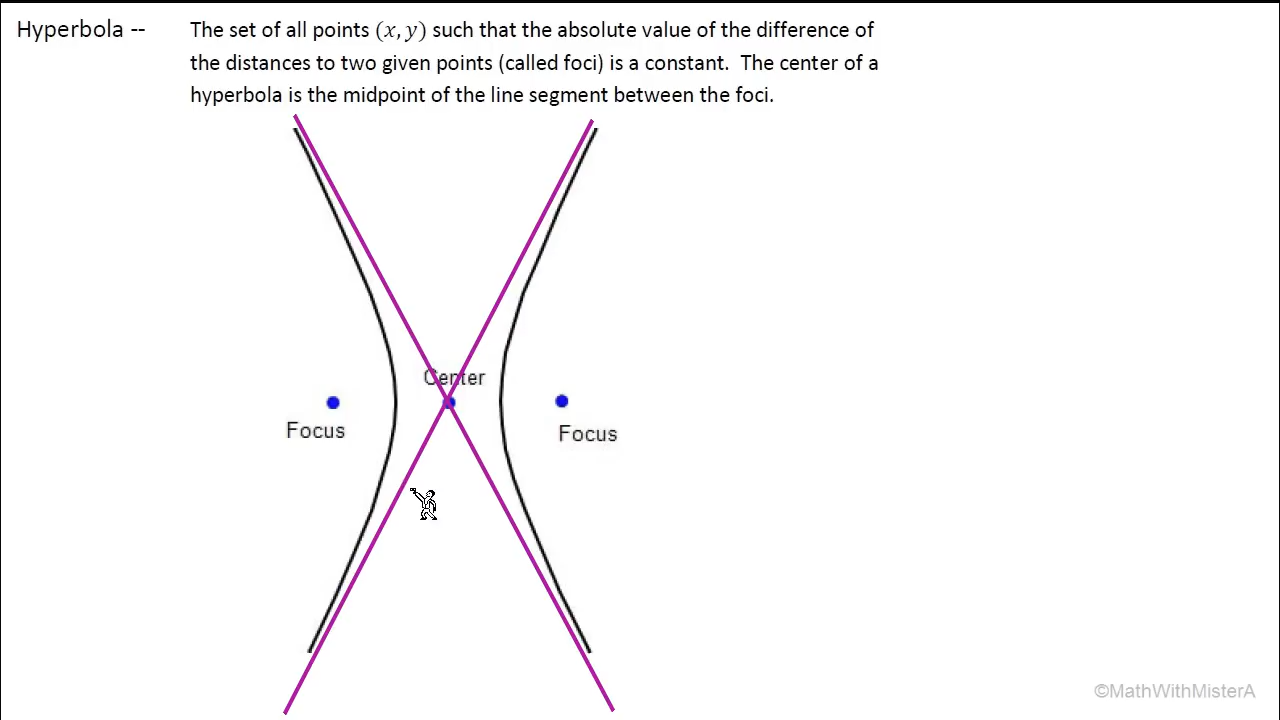 Hyperbola -- The set of all points (x, y) such that the absolute value of the difference of
the distances to two given points (called foci) is a constant. The center of a
hyperbola is the midpoint of the line segment between the foci.
Center
Focus
Focus
©MathWithMisterA